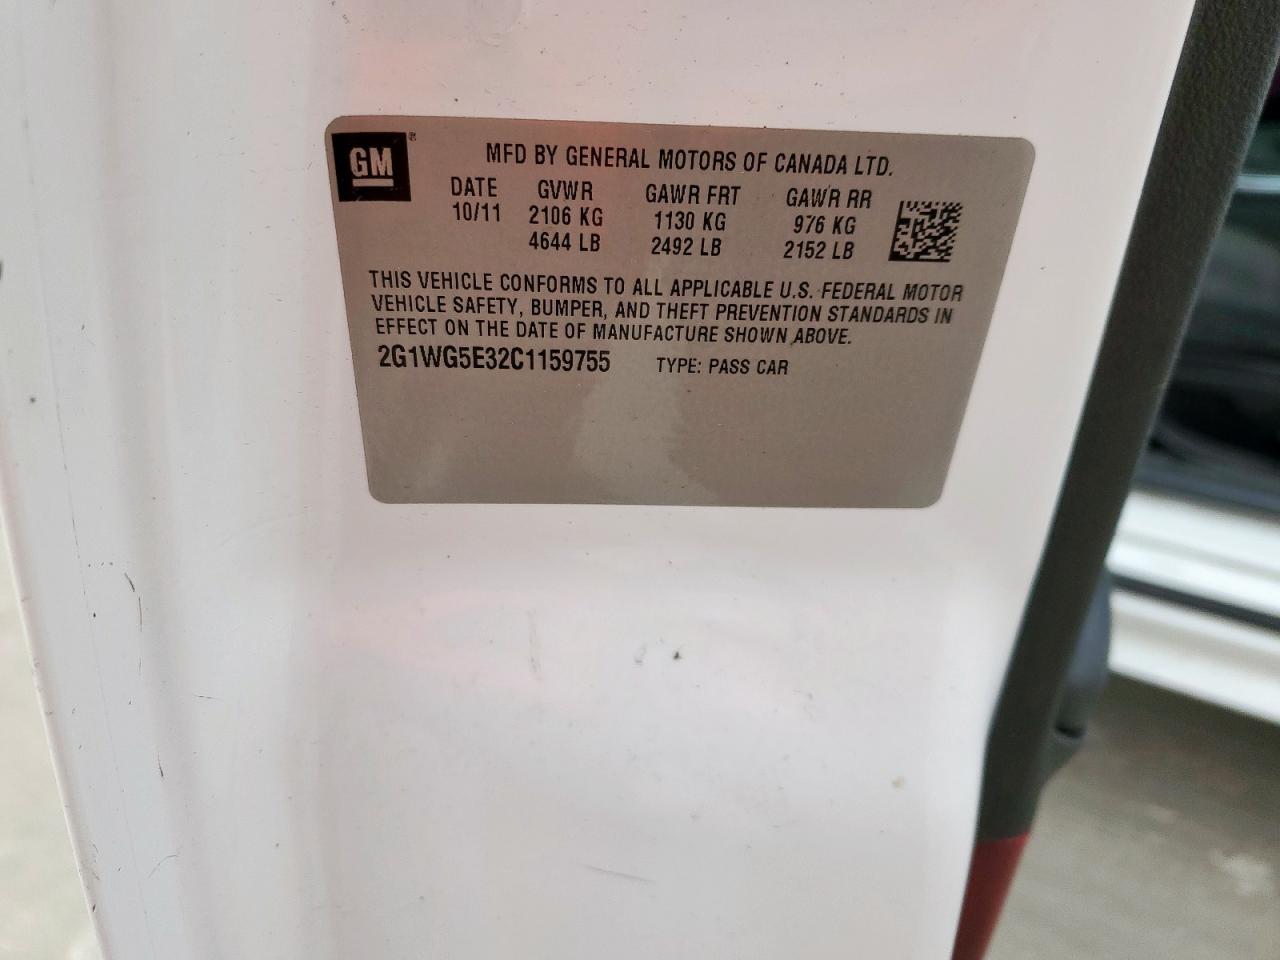 GM®
MFD BY GENERAL MOTORS OF CANADA LTD.
DATE GVWR GAWR FRT GAWR RR
10/11 2106 KG 1130 KG 976 KG
4644 LB 2492 LB 2152 LB
THIS VEHICLE CONFORMS TO ALL APPLICABLE U.S. FEDERAL MOTOR
VEHICLE SAFETY, BUMPER, AND THEFT PREVENTION STANDARDS IN
EFFECT ON THE DATE OF MANUFACTURE SHOWN ABOVE.
2G1WG5E32C1159755 TYPE: PASS CAR